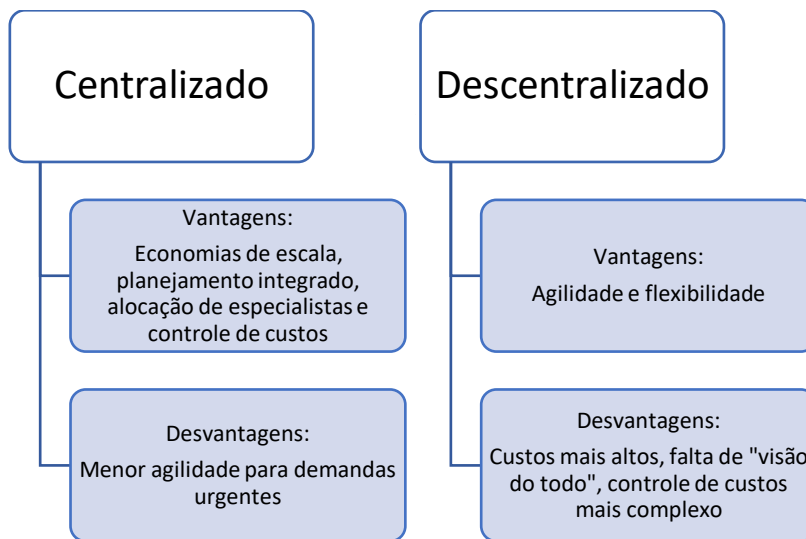 Centralizado
Vantagens:
Economias de escala,
planejamento integrado,
alocação de especialistas e
controle de custos
Desvantagens:
Menor agilidade para demandas
urgentes
Descentralizado
Vantagens:
Agilidade e flexibilidade
Desvantagens:
Custos mais altos, falta de "visão
do todo", controle de custos
mais complexo